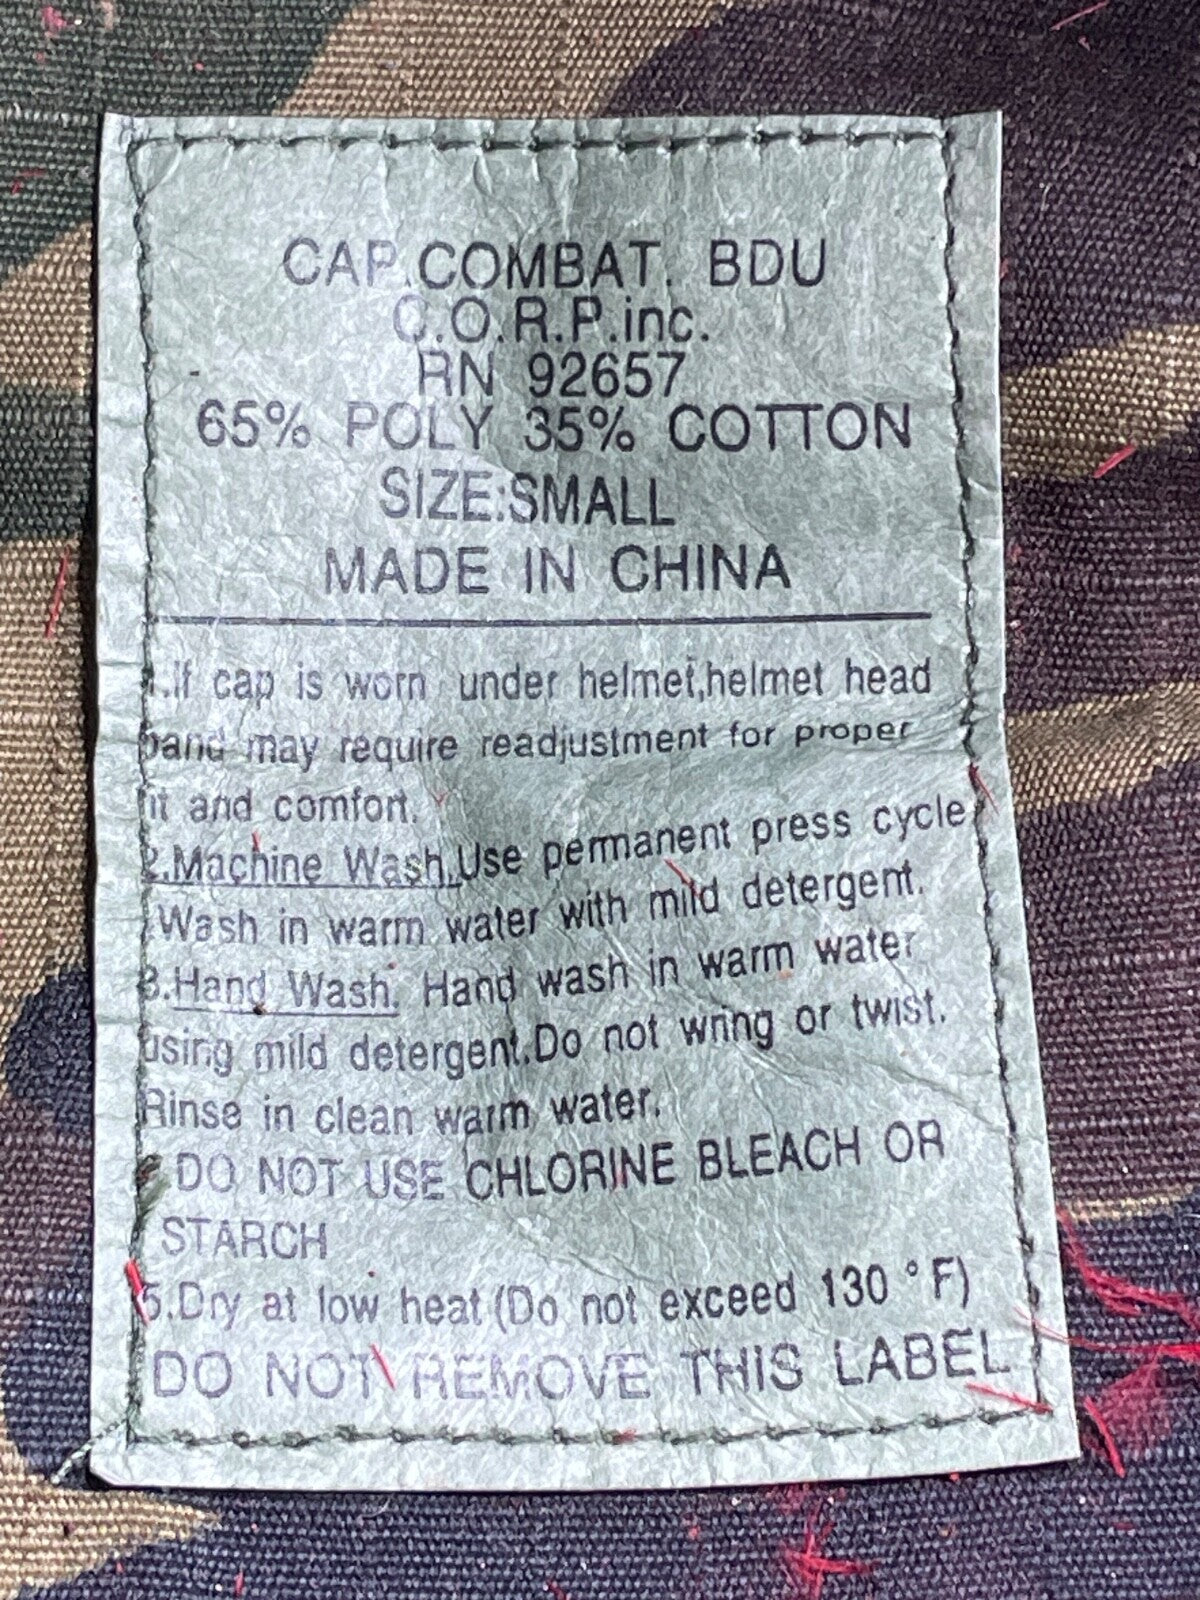 CAP.COMBAT. BDU
C.O.R.P.inc.
RN 92657
65% POLY 35% COTTON
SIZE:SMALL
MADE IN CHINA
1.If cap is worn under helmet,helmet head
band may require readjustment for proper
fit and comfort.
2.Machine Wash.Use permanent press cycle
.Wash in warm water with mild detergent.
3.Hand Wash. Hand wash in warm water
using mild detergent.Do not wring or twist.
Rinse in clean warm water.
DO NOT USE CHLORINE BLEACH OR
STARCH
5.Dry at low heat (Do not exceed 130 °F)
DO NOT REMOVE THIS LABEL